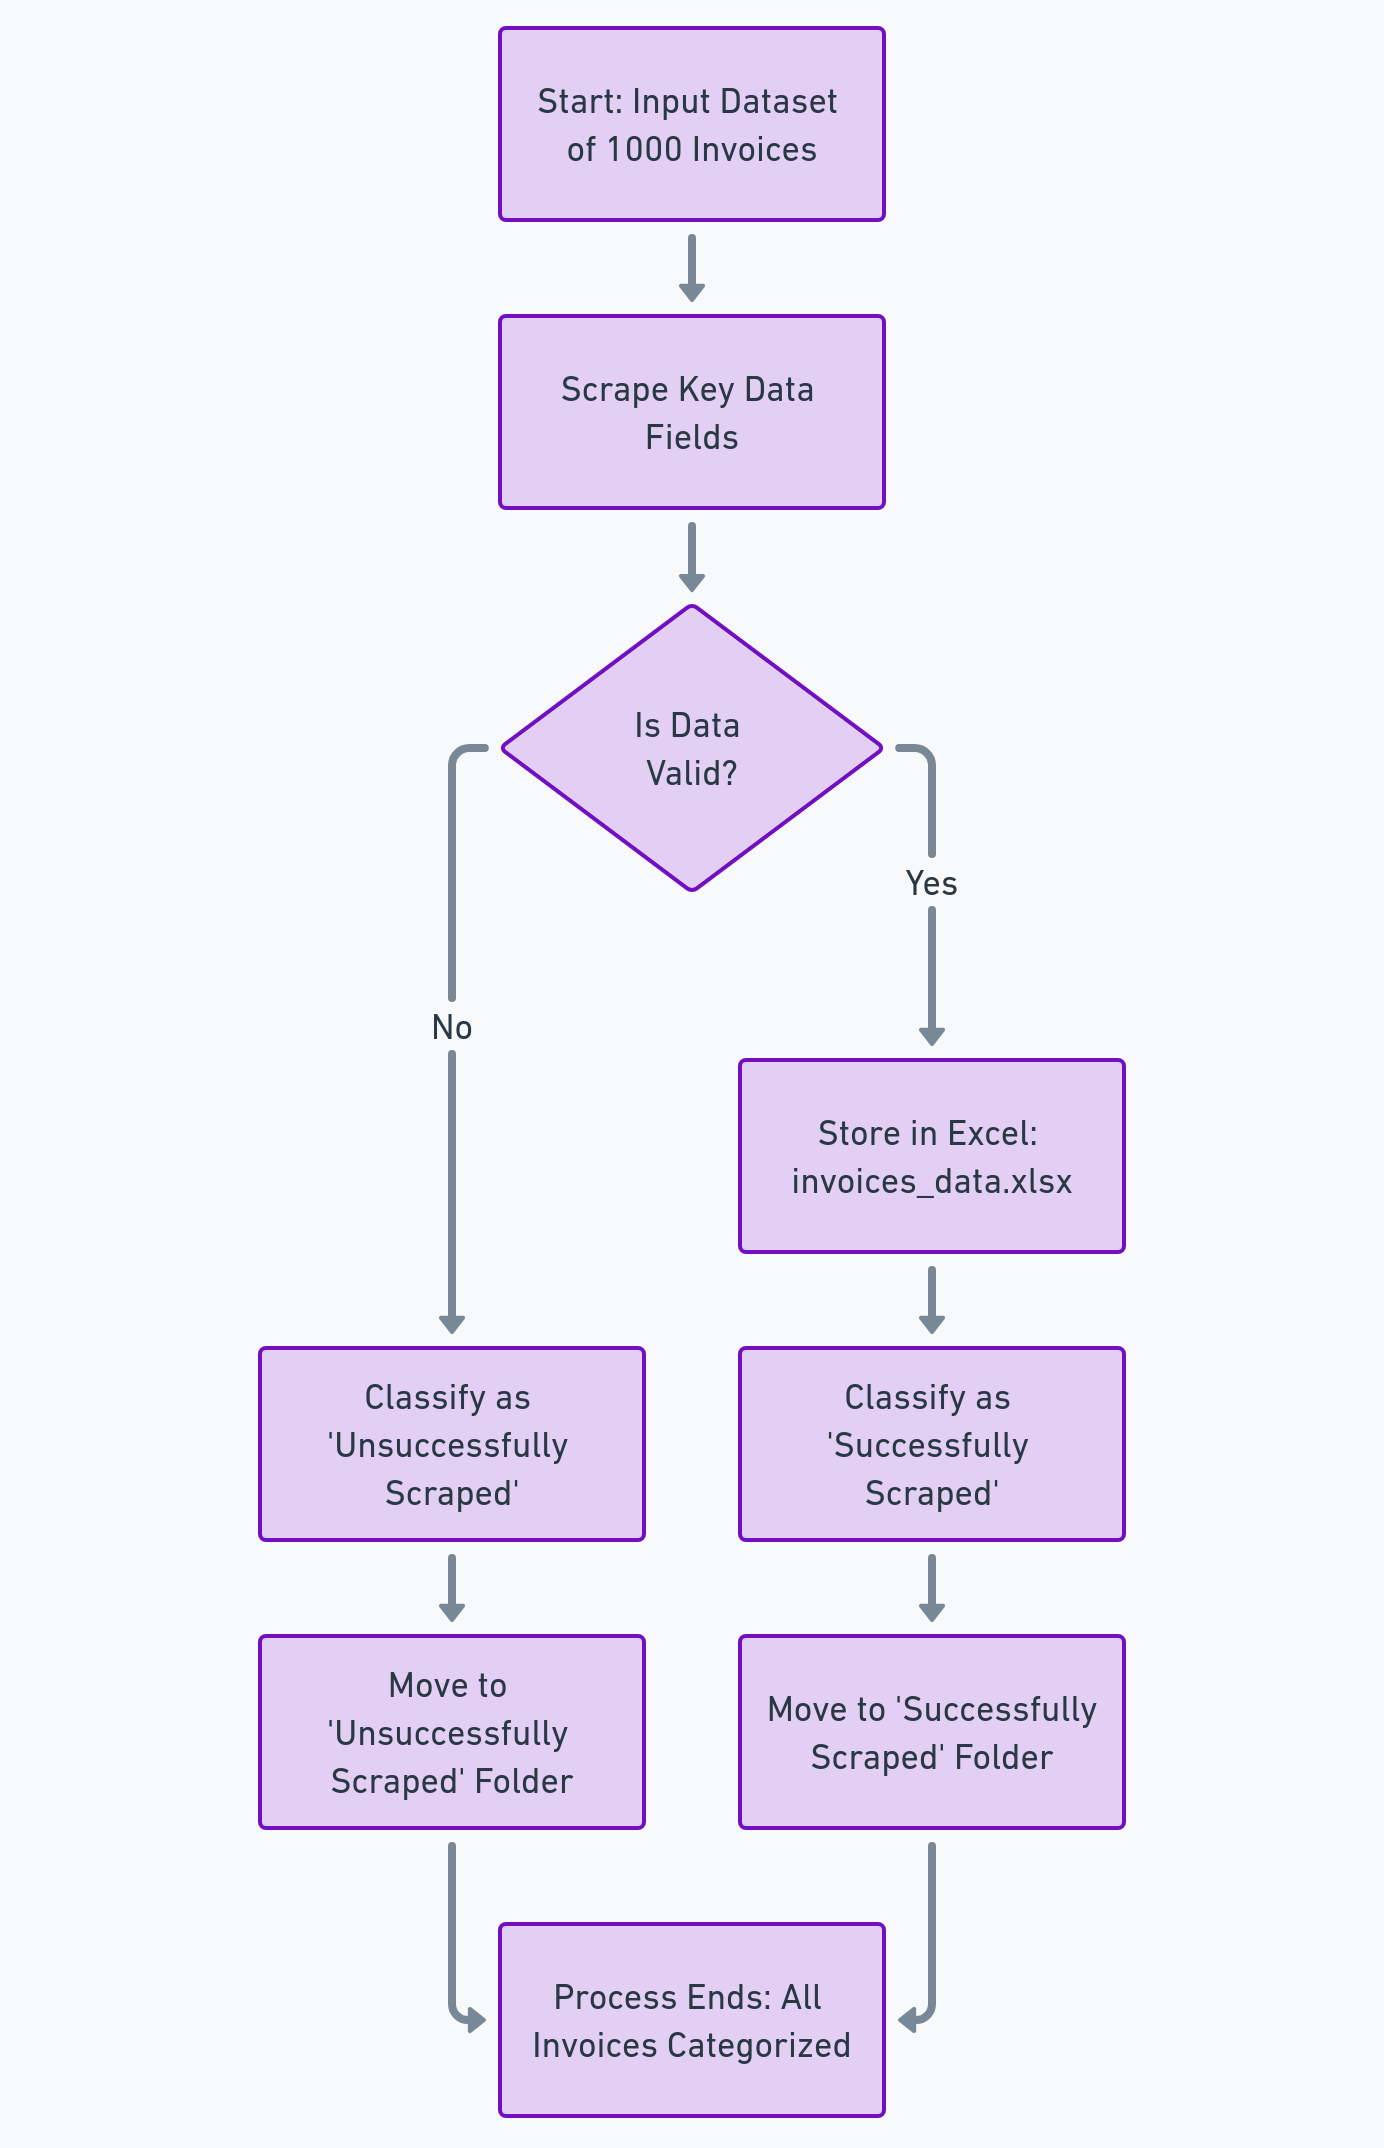 Start: Input Dataset
of 1000 Invoices
Scrape Key Data
Fields
Is Data
Valid?
Yes
No
Store in Excel:
invoices_data.xlsx
Classify as
'Unsuccessfully
Scraped'
Classify as
'Successfully
Scraped'
Move to
'Unsuccessfully
Scraped' Folder
Move to 'Successfully
Scraped' Folder
Process Ends: All
Invoices Categorized